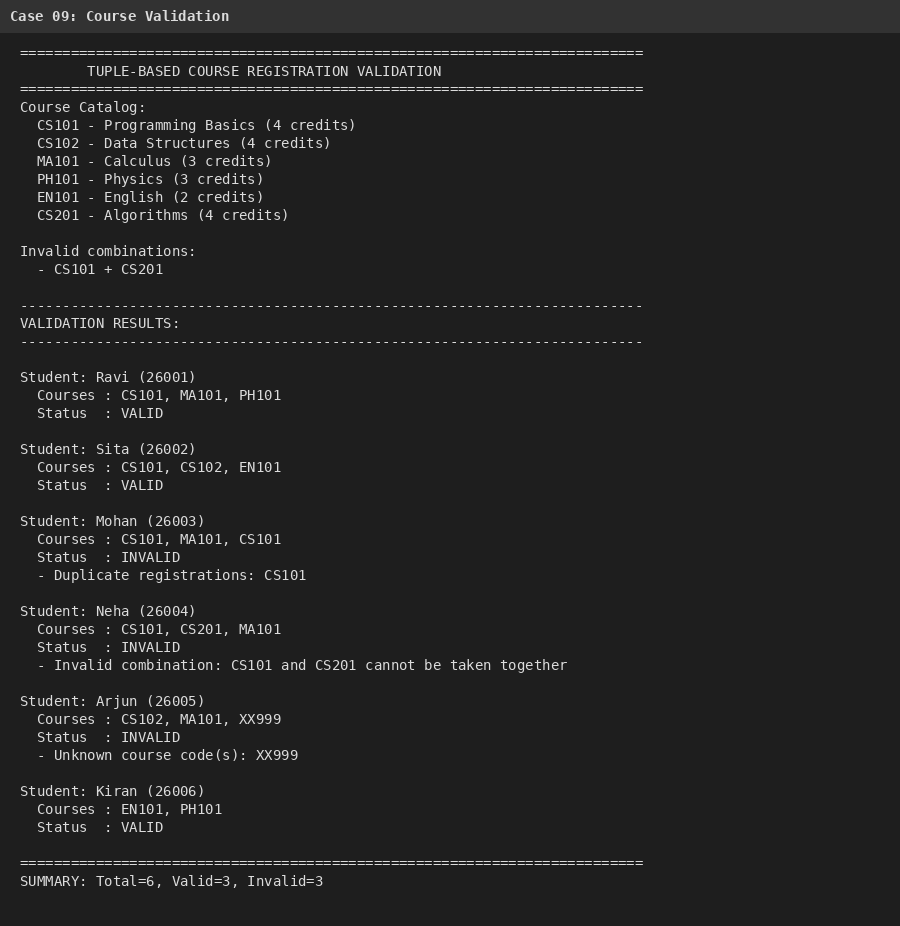 Case 09: Course Validation
==========================================================================
        TUPLE-BASED COURSE REGISTRATION VALIDATION
==========================================================================
Course Catalog:
  CS101 - Programming Basics (4 credits)
  CS102 - Data Structures (4 credits)
  MA101 - Calculus (3 credits)
  PH101 - Physics (3 credits)
  EN101 - English (2 credits)
  CS201 - Algorithms (4 credits)

Invalid combinations:
  - CS101 + CS201

--------------------------------------------------------------------------
VALIDATION RESULTS:
--------------------------------------------------------------------------

Student: Ravi (26001)
  Courses : CS101, MA101, PH101
  Status  : VALID

Student: Sita (26002)
  Courses : CS101, CS102, EN101
  Status  : VALID

Student: Mohan (26003)
  Courses : CS101, MA101, CS101
  Status  : INVALID
  - Duplicate registrations: CS101

Student: Neha (26004)
  Courses : CS101, CS201, MA101
  Status  : INVALID
  - Invalid combination: CS101 and CS201 cannot be taken together

Student: Arjun (26005)
  Courses : CS102, MA101, XX999
  Status  : INVALID
  - Unknown course code(s): XX999

Student: Kiran (26006)
  Courses : EN101, PH101
  Status  : VALID

==========================================================================
SUMMARY: Total=6, Valid=3, Invalid=3